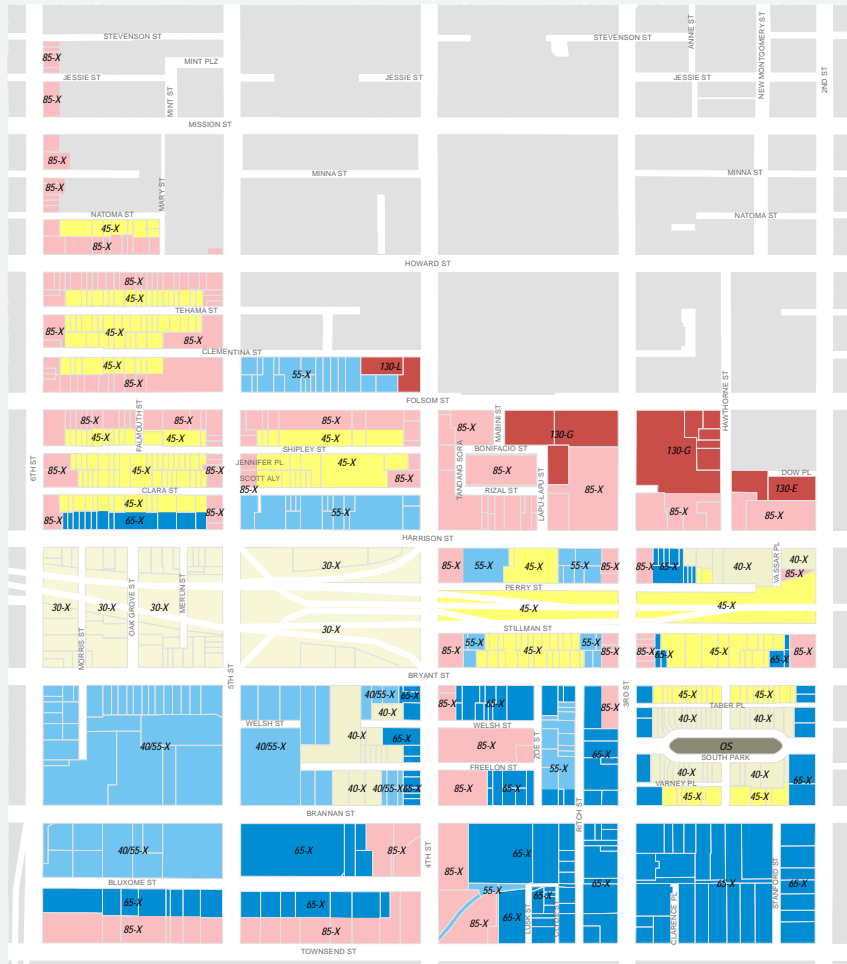 STEVENSON ST
STEVENSON ST
ANNIE ST
NEW MONTGOMERY ST
2ND ST
85-X
MINT PLZ
JESSIE ST
JESSIE ST
JESSIE ST
85-X
MINT ST
MISSION ST
85-X
MINNA ST
MINNA ST
85-X
MARY ST
NATOMA ST
NATOMA ST
45-X
85-X
HOWARD ST
85-X
45-X
TEHAMA ST
85-X
45-X
85-X
CLEMENTINA ST
45-X
130-L
55-X
85-X
HAWTHORNE ST
FOLSOM ST
FALMOUTH ST
MABINI ST
85-X
85-X
85-X
85-X
45-X
45-X
45-X
130-G
SHIPLEY ST
BONIFACIO ST
130-G
6TH ST
85-X
45-X
85-X
JENNIFER PL
45-X
TANDANG SORA
85-X
DOW PL
SCOTT ALY
85-X
LAPU-LAPU ST
CLARA ST
85-X
RIZAL ST
85-X
130-E
45-X
85-X
65-X
85-X
55-X
85-X
85-X
HARRISON ST
30-X
85-X
55-X
45-X
55-X
85-X
85-X
65-X
40-X
VASSAR PL
40-X
85-X
PERRY ST
30-X
OAK GROVE ST
30-X
30-X
MERLIN ST
45-X
45-X
30-X
STILLMAN ST
MORRIS ST
85-X
55-X
45-X
55-X
85-X
85-X
65-X
45-X
65-X
85-X
5TH ST
BRYANT ST
3RD ST
40/55-X
65-X
85-X
65-X
85-X
45-X
45-X
TABER PL
40-X
WELSH ST
WELSH ST
40-X
40-X
40/55-X
40/55-X
40-X
65-X
85-X
ZOE ST
65-X
OS
SOUTH PARK
FREELON ST
55-X
40-X
40-X
65-X
VARNEY PL
40-X
40/55-X
65-X
85-X
65-X
45-X
45-X
BRANNAN ST
RITCH ST
40/55-X
65-X
85-X
4TH ST
85-X
65-X
STANFORD ST
BLUXOME ST
55-X
65-X
65-X
65-X
65-X
65-X
65-X
65-X
85-X
85-X
85-X
LUSK ST
CLYDE ST
CLARENCE PL
TOWNSEND ST